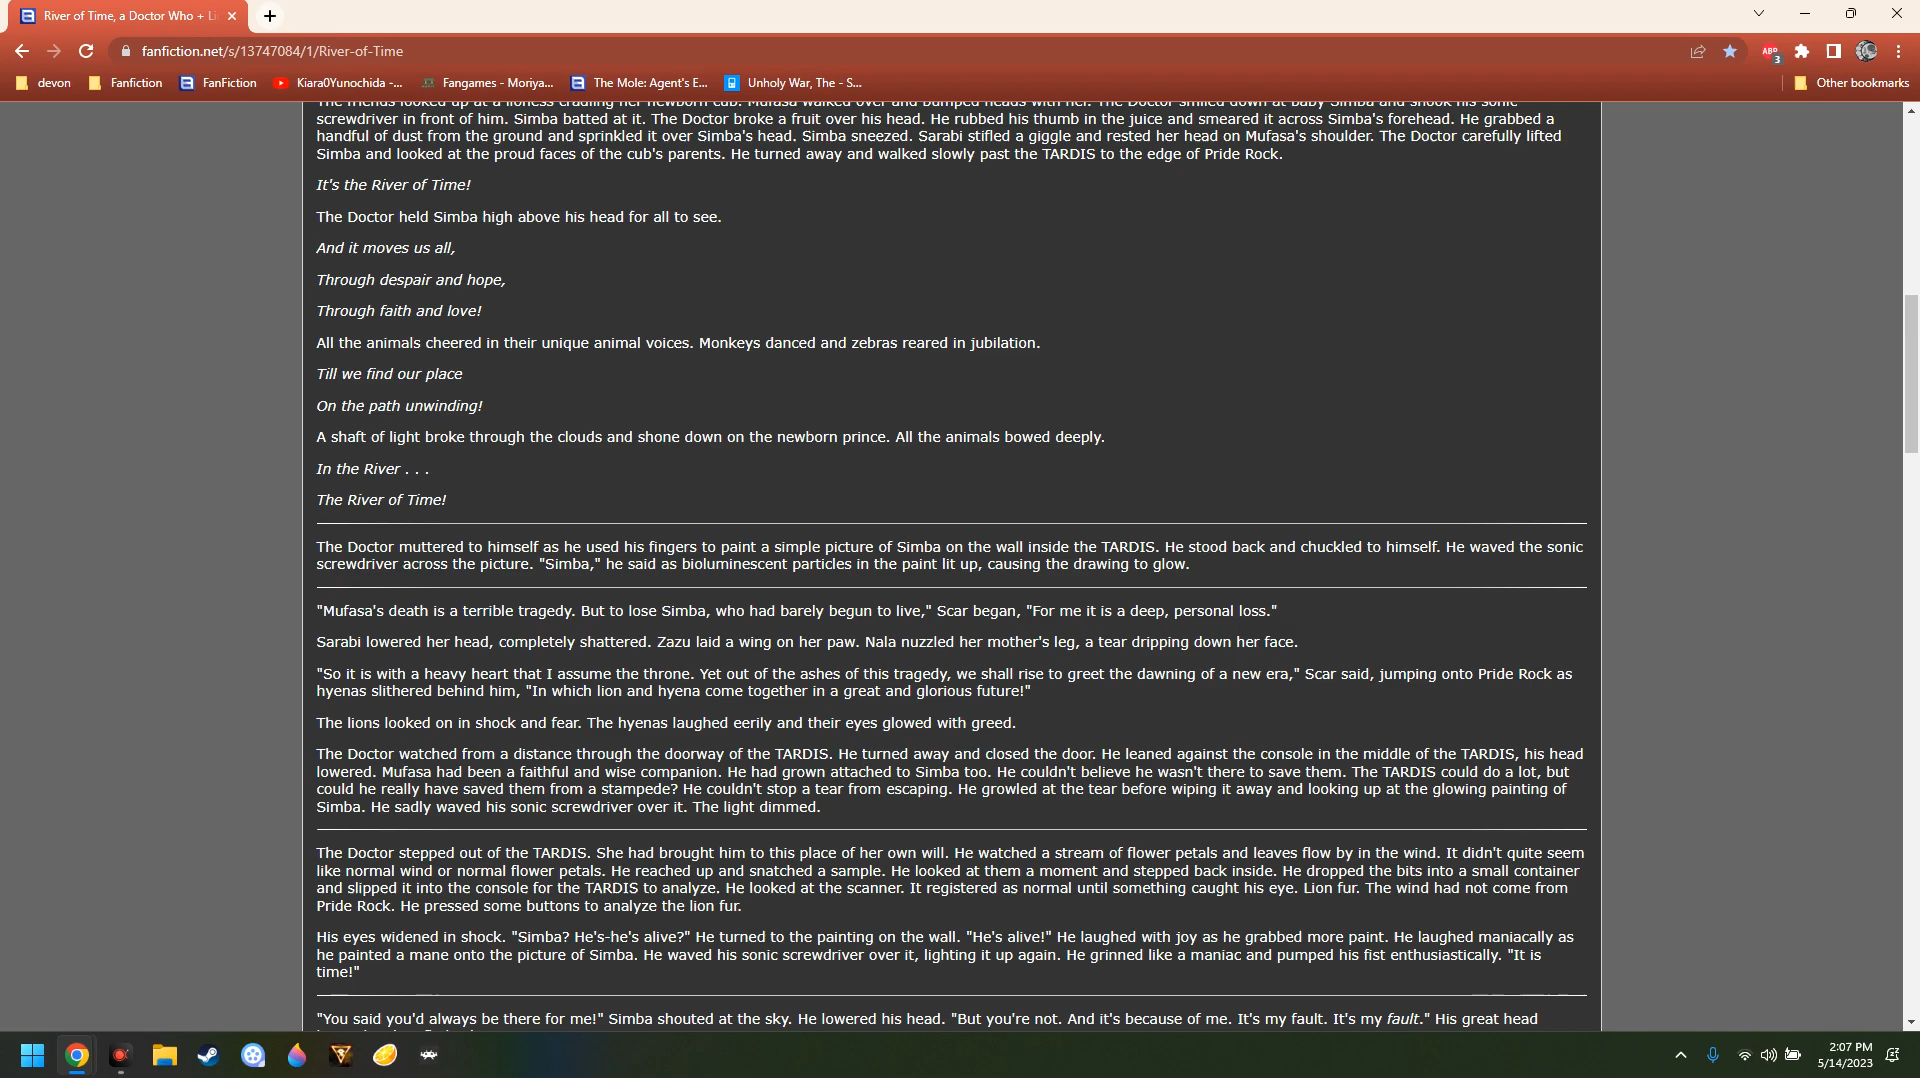 River of Time, a Doctor Who + Li
fanfiction.net/s/13747084/1/River-of-Time
ABP
3
devon
Fanfiction
FanFiction
Kiara0Yunochida -...
Fangames - Moriya...
The Mole: Agent's E...
Unholy War, The - S...
Other bookmarks
The friends looked up at a lioness cradling her newborn cub. Mufasa walked over and bumped heads with her. The Doctor smiled down at baby Simba and shook his sonic
screwdriver in front of him. Simba batted at it. The Doctor broke a fruit over his head. He rubbed his thumb in the juice and smeared it across Simba's forehead. He grabbed a
handful of dust from the ground and sprinkled it over Simba's head. Simba sneezed. Sarabi stifled a giggle and rested her head on Mufasa's shoulder. The Doctor carefully lifted
Simba and looked at the proud faces of the cub's parents. He turned away and walked slowly past the TARDIS to the edge of Pride Rock.
It's the River of Time!
The Doctor held Simba high above his head for all to see.
And it moves us all,
Through despair and hope,
Through faith and love!
All the animals cheered in their unique animal voices. Monkeys danced and zebras reared in jubilation.
Till we find our place
On the path unwinding!
A shaft of light broke through the clouds and shone down on the newborn prince. All the animals bowed deeply.
In the River . . .
The River of Time!
The Doctor muttered to himself as he used his fingers to paint a simple picture of Simba on the wall inside the TARDIS. He stood back and chuckled to himself. He waved the sonic
screwdriver across the picture. "Simba," he said as bioluminescent particles in the paint lit up, causing the drawing to glow.
"Mufasa's death is a terrible tragedy. But to lose Simba, who had barely begun to live," Scar began, "For me it is a deep, personal loss."
Sarabi lowered her head, completely shattered. Zazu laid a wing on her paw. Nala nuzzled her mother's leg, a tear dripping down her face.
"So it is with a heavy heart that I assume the throne. Yet out of the ashes of this tragedy, we shall rise to greet the dawning of a new era," Scar said, jumping onto Pride Rock as
hyenas slithered behind him, "In which lion and hyena come together in a great and glorious future!"
The lions looked on in shock and fear. The hyenas laughed eerily and their eyes glowed with greed.
The Doctor watched from a distance through the doorway of the TARDIS. He turned away and closed the door. He leaned against the console in the middle of the TARDIS, his head
lowered. Mufasa had been a faithful and wise companion. He had grown attached to Simba too. He couldn't believe he wasn't there to save them. The TARDIS could do a lot, but
could he really have saved them from a stampede? He couldn't stop a tear from escaping. He growled at the tear before wiping it away and looking up at the glowing painting of
Simba. He sadly waved his sonic screwdriver over it. The light dimmed.
The Doctor stepped out of the TARDIS. She had brought him to this place of her own will. He watched a stream of flower petals and leaves flow by in the wind. It didn't quite seem
like normal wind or normal flower petals. He reached up and snatched a sample. He looked at them a moment and stepped back inside. He dropped the bits into a small container
and slipped it into the console for the TARDIS to analyze. He looked at the scanner. It registered as normal until something caught his eye. Lion fur. The wind had not come from
Pride Rock. He pressed some buttons to analyze the lion fur.
His eyes widened in shock. "Simba? He's-he's alive?" He turned to the painting on the wall. "He's alive!" He laughed with joy as he grabbed more paint. He laughed maniacally as
he painted a mane onto the picture of Simba. He waved his sonic screwdriver over it, lighting it up again. He grinned like a maniac and pumped his fist enthusiastically. "It is
time!"
"You said you'd always be there for me!" Simba shouted at the sky. He lowered his head. "But you're not. And it's because of me. It's my fault. It's my fault." His great head
2:07 PM
5/14/2023